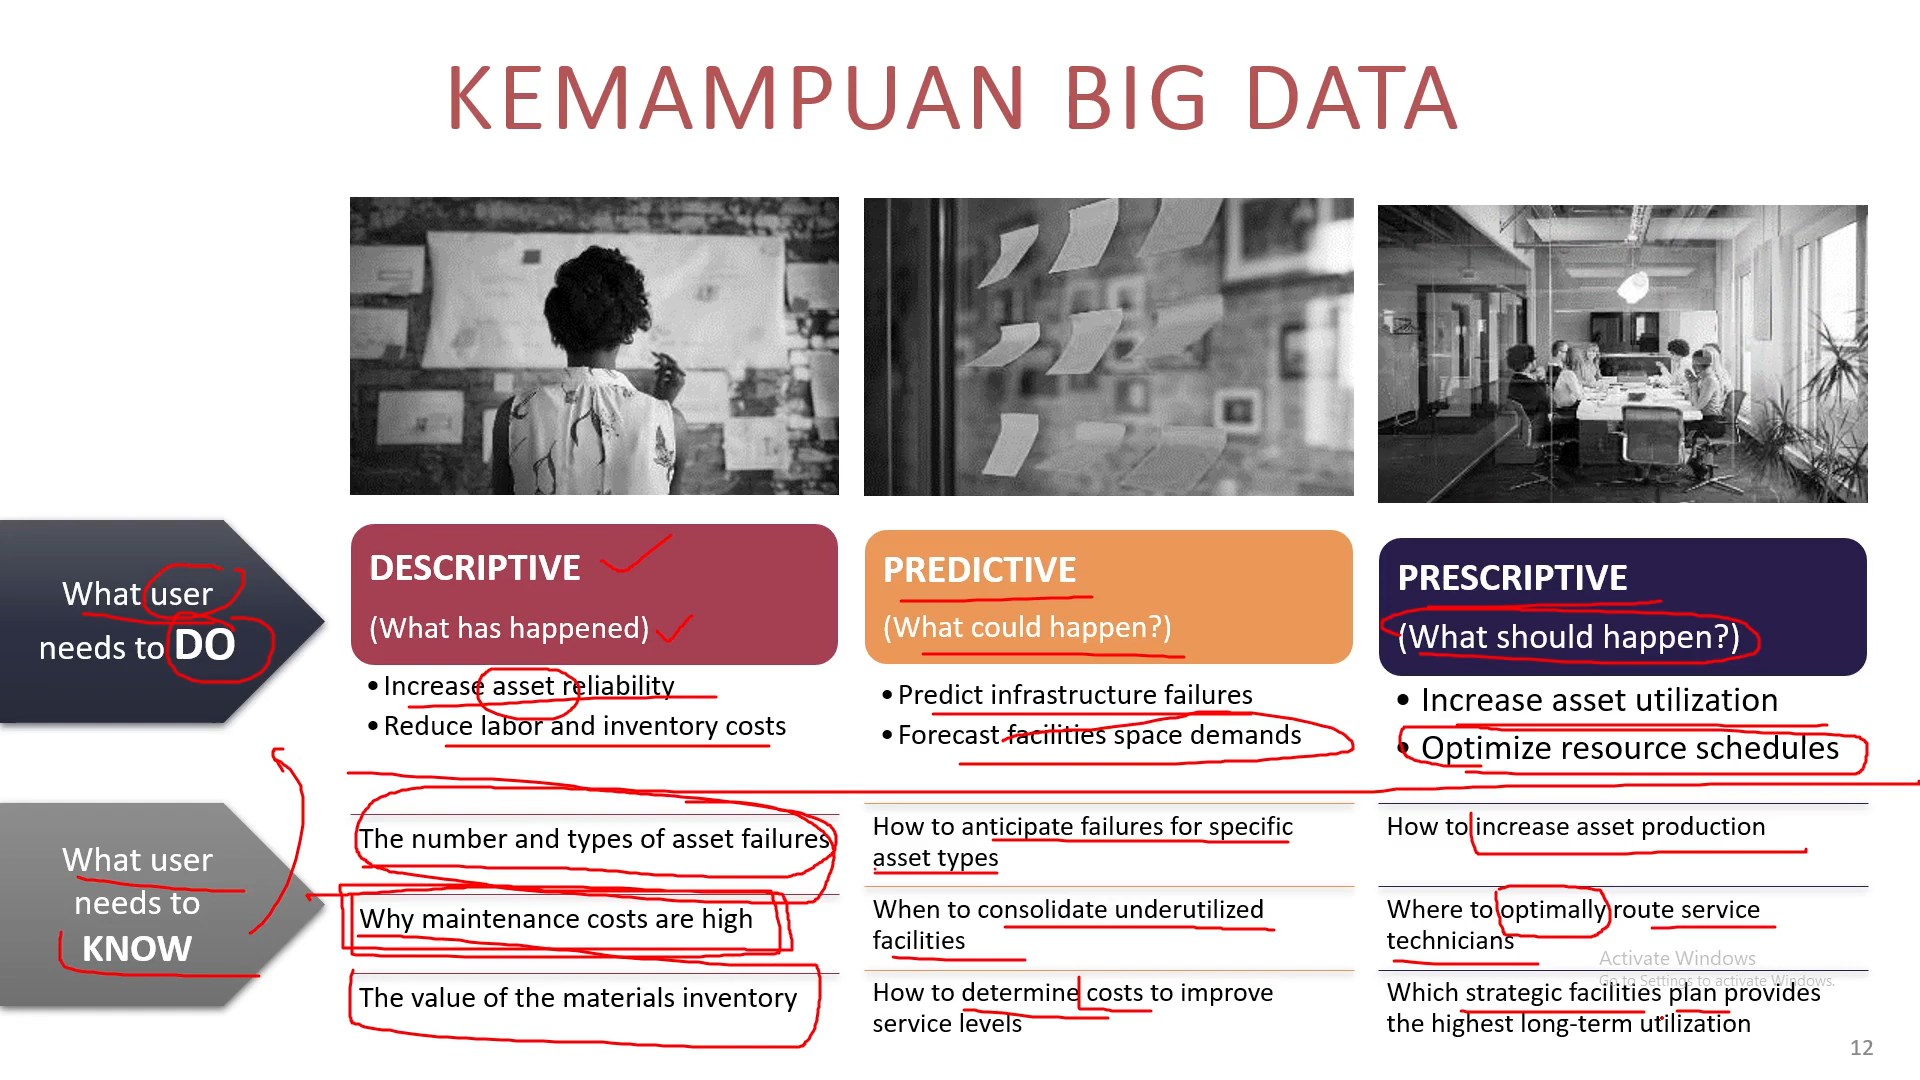 KEMAMPUAN BIG DATA
What user
needs to DO
DESCRIPTIVE
(What has happened)
• Increase asset reliability
• Reduce labor and inventory costs
PREDICTIVE
(What could happen?)
• Predict infrastructure failures
• Forecast facilities space demands
PRESCRIPTIVE
(What should happen?)
• Increase asset utilization
• Optimize resource schedules
What user
needs to
KNOW
The number and types of asset failures
Why maintenance costs are high
The value of the materials inventory
How to anticipate failures for specific
asset types
When to consolidate underutilized
facilities
How to determine costs to improve
service levels
How to increase asset production
Where to optimally route service
technicians
Which strategic facilities plan provides
the highest long-term utilization
Activate Windows
Go to Settings to activate Windows.
12